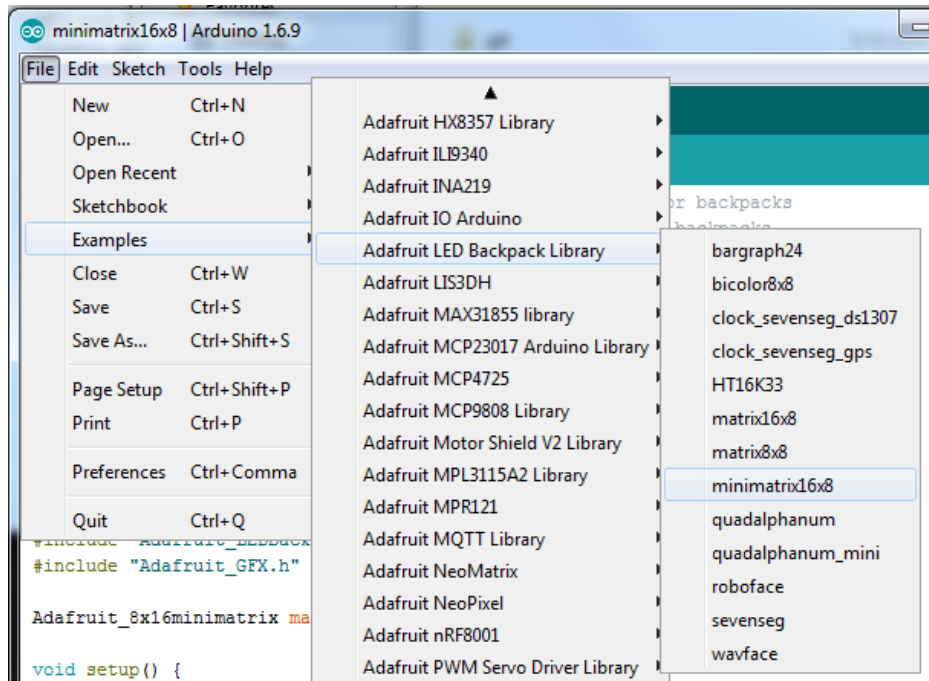 minimatrix16x8 | Arduino 1.6.9
File Edit Sketch Tools Help
New Ctrl+N
Open... Ctrl+O
Open Recent
Sketchbook
Examples
Close Ctrl+W
Save Ctrl+S
Save As... Ctrl+Shift+S
Page Setup Ctrl+Shift+P
Print Ctrl+P
Preferences Ctrl+Comma
Quit Ctrl+Q
Adafruit HX8357 Library
Adafruit ILI9340
Adafruit INA219
Adafruit IO Arduino
Adafruit LED Backpack Library
Adafruit LIS3DH
Adafruit MAX31855 library
Adafruit MCP23017 Arduino Library
Adafruit MCP4725
Adafruit MCP9808 Library
Adafruit Motor Shield V2 Library
Adafruit MPL3115A2 Library
Adafruit MPR121
Adafruit MQTT Library
Adafruit NeoMatrix
Adafruit NeoPixel
Adafruit nRF8001
Adafruit PWM Servo Driver Library
bargraph24
bicolor8x8
clock_sevenseg_ds1307
clock_sevenseg_gps
HT16K33
matrix16x8
matrix8x8
minimatrix16x8
quadalphanum
quadalphanum_mini
roboface
sevenseg
wavface
or backpacks
backpacks
#include "Adafruit_LEDBack
#include "Adafruit_GFX.h"
Adafruit_8x16minimatrix ma
void setup() {